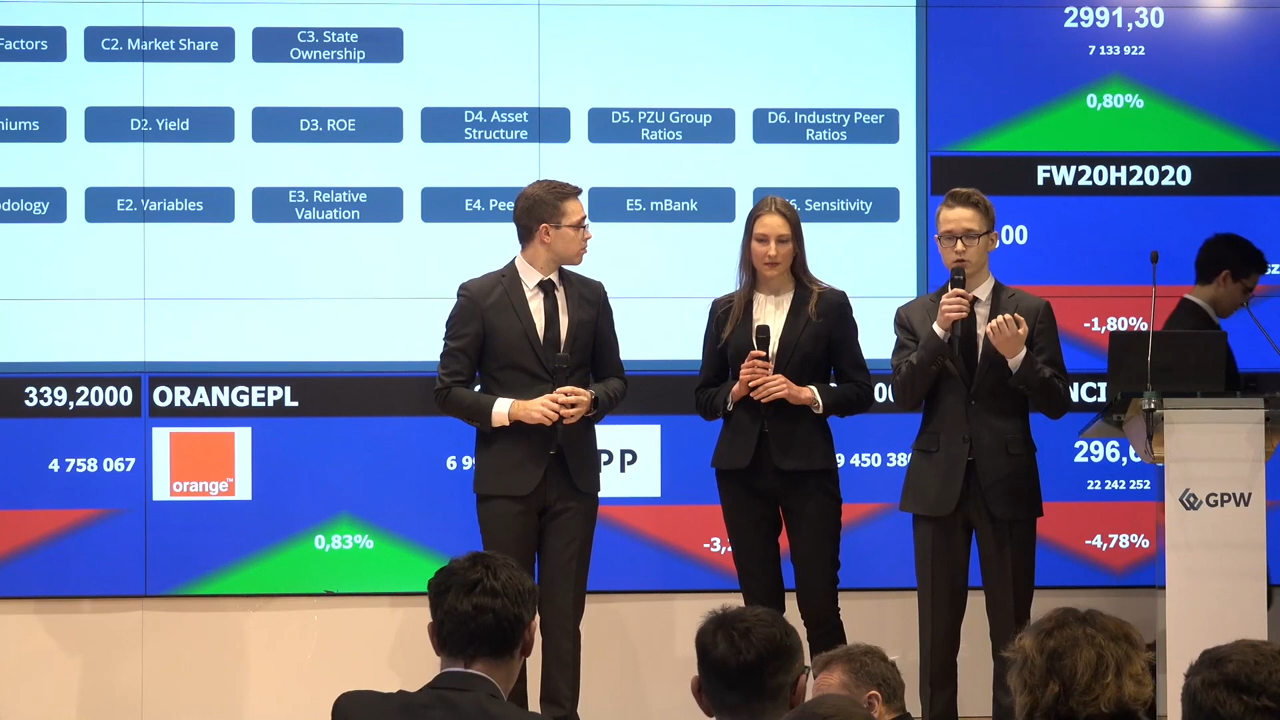 Factors
C2. Market Share
C3. State
Ownership
D2. Yield
D3. ROE
D4. Asset
Structure
D5. PZU Group
Ratios
D6. Industry Peer
Ratios
E2. Variables
E3. Relative
Valuation
E5. mBank
Sensitivity
2991,30
7 133 922
0,80%
FW20H2020
-1,80%
339,2000
ORANGEPL
4 758 067
orange™
0,83%
22 242 252
-4,78%
GPW